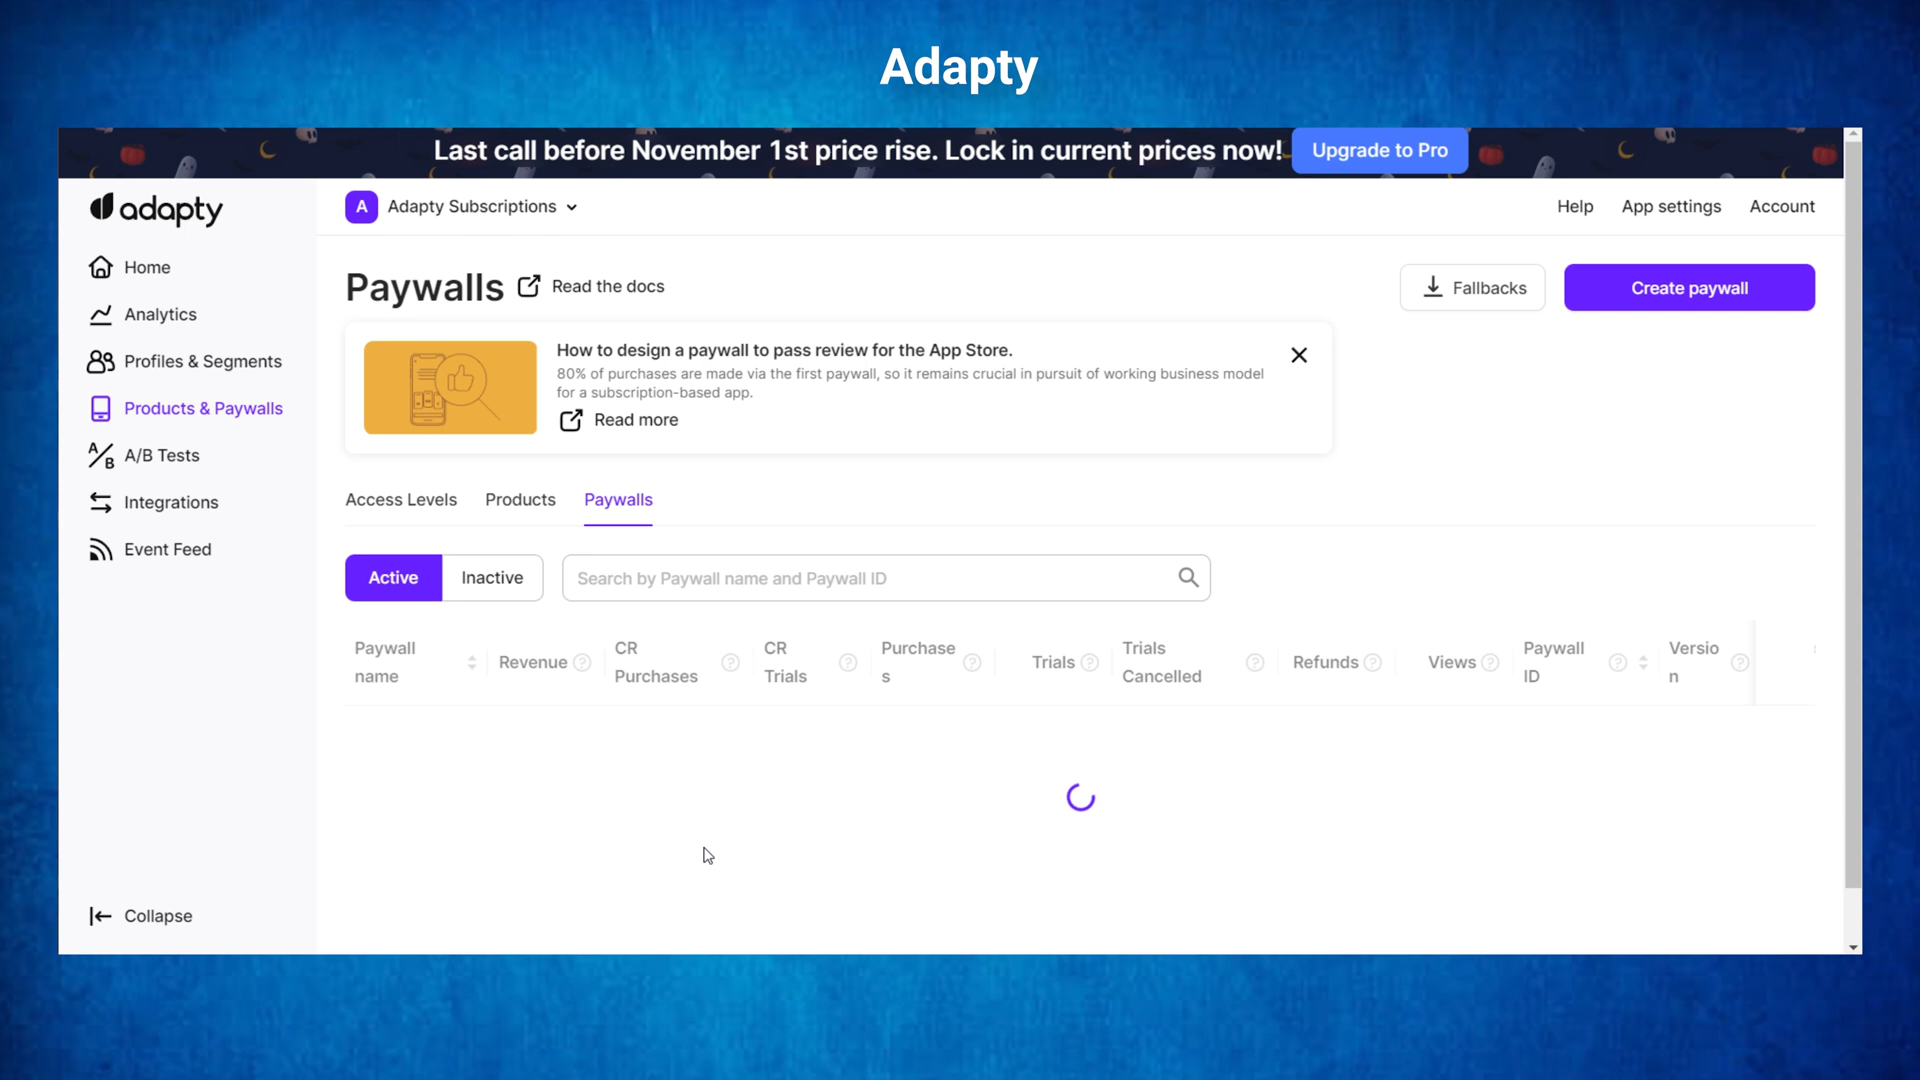 Adapty
Last call before November 1st price rise. Lock in current prices now!
Upgrade to Pro
adapty
A
Adapty Subscriptions
Help
App settings
Account
Home
Analytics
Profiles & Segments
Products & Paywalls
A/B
A/B Tests
Integrations
Event Feed
Collapse
Paywalls
Read the docs
Fallbacks
Create paywall
How to design a paywall to pass review for the App Store.
80% of purchases are made via the first paywall, so it remains crucial in pursuit of working business model
for a subscription-based app.
Read more
Access Levels
Products
Paywalls
Active
Inactive
Search by Paywall name and Paywall ID
Paywall
name
Revenue ?
CR
Purchases ?
CR
Trials ?
Purchase
s ?
Trials ?
Trials
Cancelled ?
Refunds ?
Views ?
Paywall
ID ?
Versio
n ?